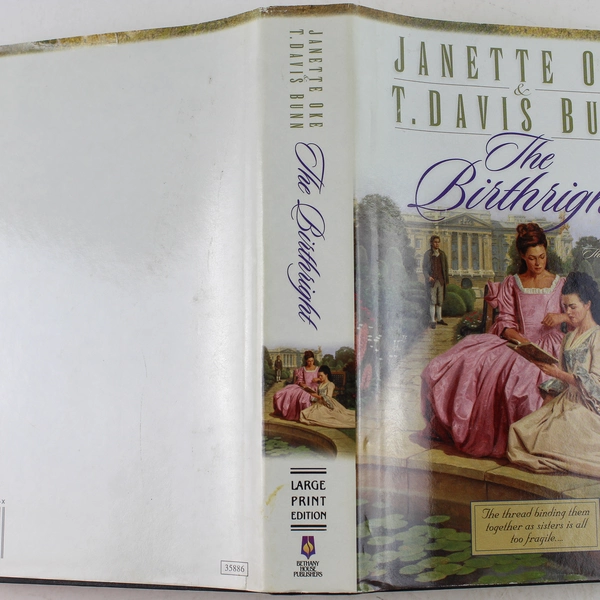 JANETTE OKE
&
T. DAVIS BUNN
The Birthright
LARGE
PRINT
EDITION
BETHANY
HOUSE
PUBLISHERS
35886
JANETTE O
&
T. DAVIS BU
The
Birthrigh
The thread binding them
together as sisters is all
too fragile...